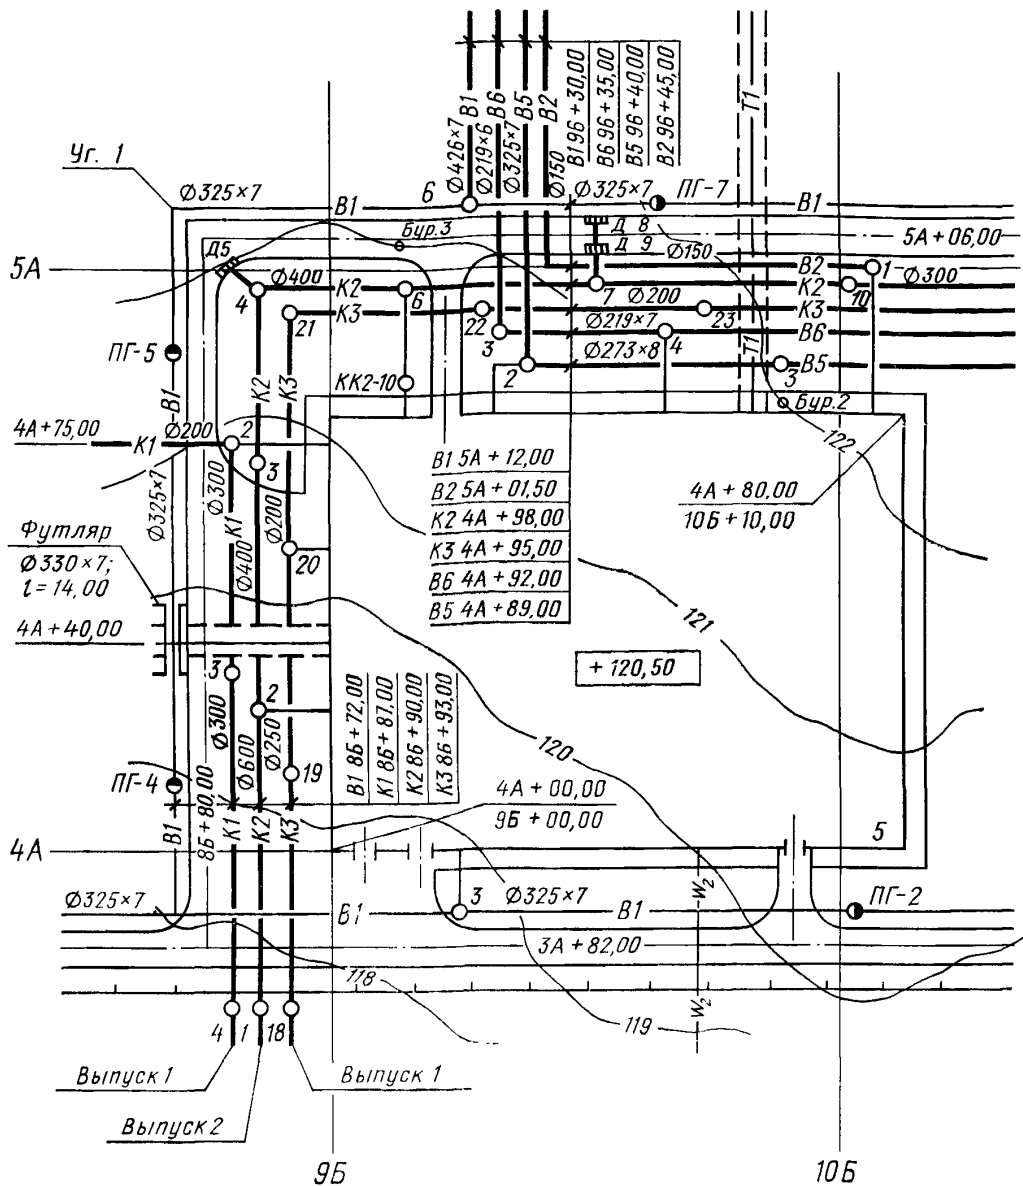 В1
В6
В5
В2
Ø426×7
Ø219×6
Ø325×7
Ø150
В1 9Б + 30,00
В6 9Б + 35,00
В5 9Б + 40,00
В2 9Б + 45,00
Т1
Уг. 1
Ø325×7
В1
6
Ø325×7
ПГ-7
В1
Бур.3
Д 8
Д 9
Ø150
5А + 06,00
5А
Д5
Ø400
4
К2
6
7
Ø200
В2
1
К2
10
Ø300
21
К3
22
Ø219×7
23
К3
3
4
В6
ПГ-5
Ø273×8
Т1
2
3
В5
КК2-10
К2
К3
В1
Бур.2
122
4А + 75,00
К1
Ø200
2
3
Ø325×7
Ø300
К1
Ø400
Ø200
20
В1 5А + 12,00
В2 5А + 01,50
К2 4А + 98,00
К3 4А + 95,00
В6 4А + 92,00
В5 4А + 89,00
4А + 80,00
10Б + 10,00
Футляр
Ø330×7;
l = 14,00
4А + 40,00
121
+ 120,50
3
2
Ø300
Ø600
Ø250
19
В1 8Б + 72,00
К1 8Б + 87,00
К2 8Б + 90,00
К3 8Б + 93,00
120
ПГ-4
8Б + 80,00
В1
К1
К2
К3
4А + 00,00
9Б + 00,00
4А
5
Ø325×7
В1
3
Ø325×7
В1
W2
ПГ-2
3А + 82,00
118
119
W2
4
1
18
Выпуск 1
Выпуск 1
Выпуск 2
9Б
10Б